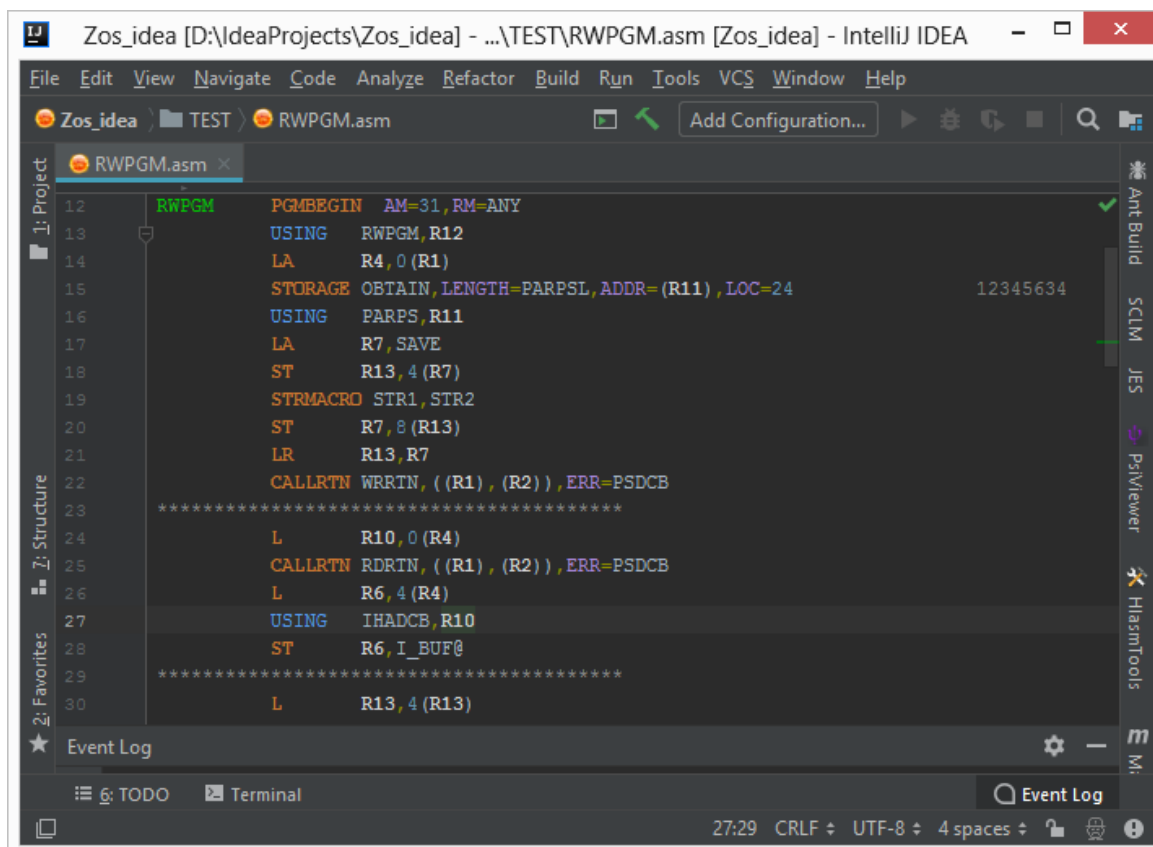 Zos_idea [D:\IdeaProjects\Zos_idea] - ...\TEST\RWPGM.asm [Zos_idea] - IntelliJ IDEA
File Edit View Navigate Code Analyze Refactor Build Run Tools VCS Window Help
Zos_idea TEST RWPGM.asm Add Configuration...
RWPGM.asm
12 RWPGM PGMBEGIN AM=31,RM=ANY
13 USING RWPGM,R12
14 LA R4,0(R1)
15 STORAGE OBTAIN,LENGTH=PARPSL,ADDR=(R11),LOC=24 12345634
16 USING PARPS,R11
17 LA R7,SAVE
18 ST R13,4(R7)
19 STRMACRO STR1,STR2
20 ST R7,8(R13)
21 LR R13,R7
22 CALLRTN WRRTN,((R1),(R2)),ERR=PSDCB
23 *****************************************
24 L R10,0(R4)
25 CALLRTN RDRTN,((R1),(R2)),ERR=PSDCB
26 L R6,4(R4)
27 USING IHADCB,R10
28 ST R6,I_BUF@
29 *****************************************
30 L R13,4(R13)
1: Project
7: Structure
2: Favorites
Ant Build
SCLM
JES
PsiViewer
HlasmTools
Event Log
6: TODO Terminal Event Log
27:29 CRLF UTF-8 4 spaces